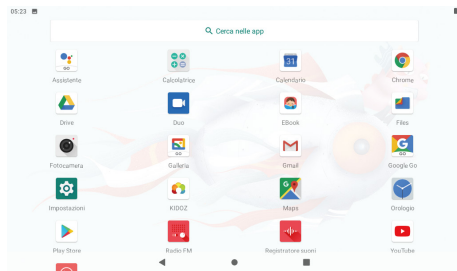 05:23
Cerca nelle app
Assistente Calcolatrice Calendario Chrome
Drive Duo EBook Files
Fotocamera Galleria Gmail Google Go
Impostazioni KIDOZ Maps Orologio
Play Store Radio FM Registratore suoni YouTube